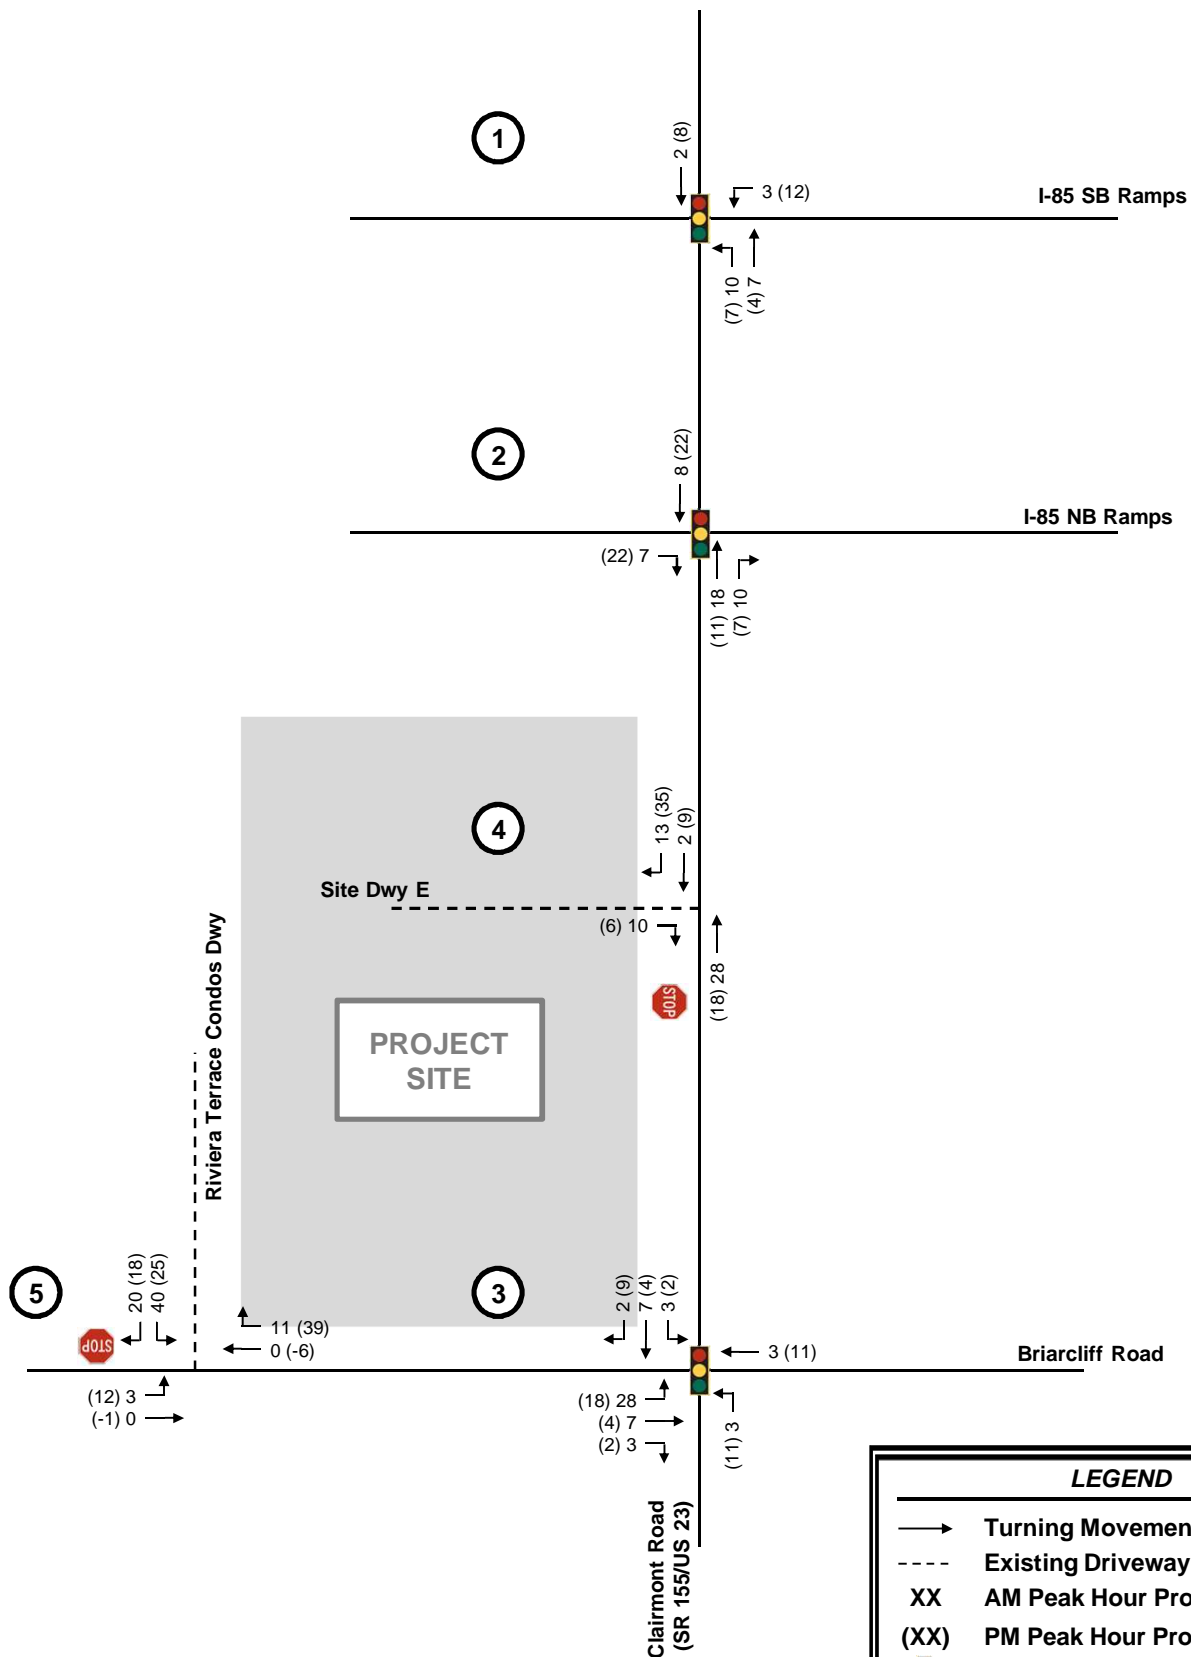 1
2 (8)
3 (12)
I-85 SB Ramps
(7) 10
(4) 7
2
8 (22)
I-85 NB Ramps
(22) 7
(11) 18
(7) 10
4
13 (35)
2 (9)
Site Dwy E
(6) 10
(18) 28
STOP
Riviera Terrace Condos Dwy
PROJECT
SITE
5
20 (18)
40 (25)
STOP
11 (39)
0 (-6)
(12) 3
(-1) 0
3
2 (9)
7 (4)
3 (2)
3 (11)
Briarcliff Road
(18) 28
(4) 7
(2) 3
(11) 3
Clairmont Road
(SR 155/US 23)
LEGEND
Turning Movemen
Existing Driveway
XX AM Peak Hour Pro
(XX) PM Peak Hour Pro